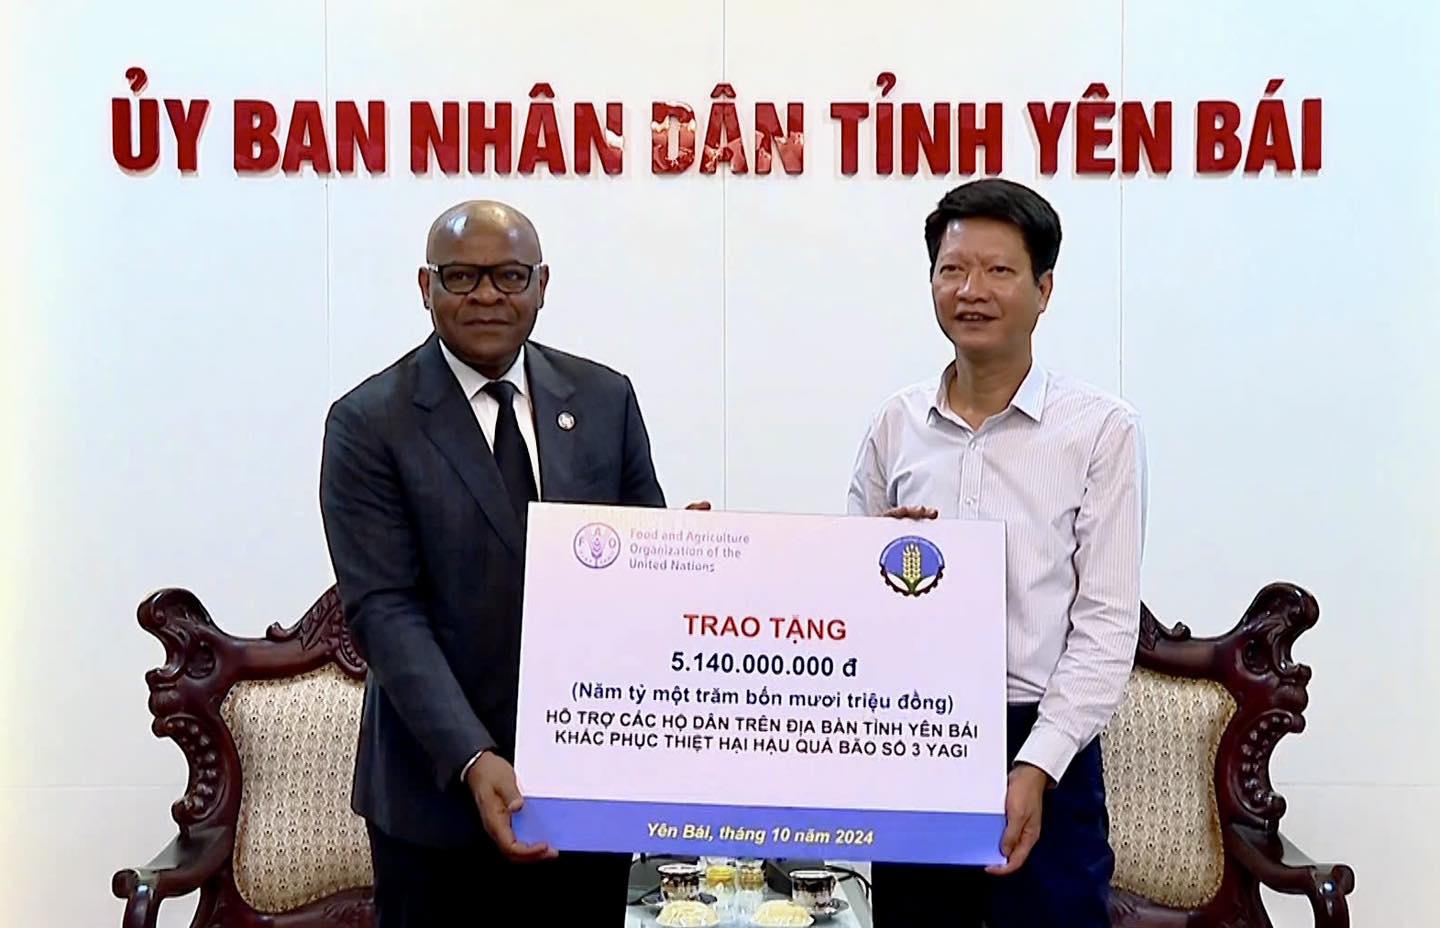 ỦY BAN NHÂN DÂN TỈNH YÊN BÁI
Food and Agriculture
Organization of the
United Nations
TRAO TẶNG
5.140.000.000 đ
(Năm tỷ một trăm bốn mươi triệu đồng)
HỖ TRỢ CÁC HỘ DÂN TRÊN ĐỊA BÀN TỈNH YÊN BÁI
KHẮC PHỤC THIỆT HẠI HẬU QUẢ BÃO SỐ 3 YAGI
Yên Bái, tháng 10 năm 2024